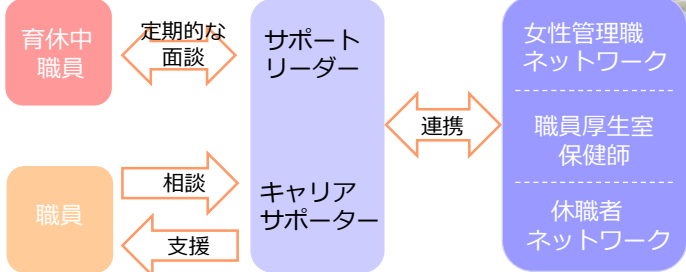 育休中
職員
定期的な
面談
サポート
リーダー
女性管理職
ネットワーク
連携
職員厚生室
保健師
職員
相談
支援
キャリア
サポーター
休職者
ネットワーク